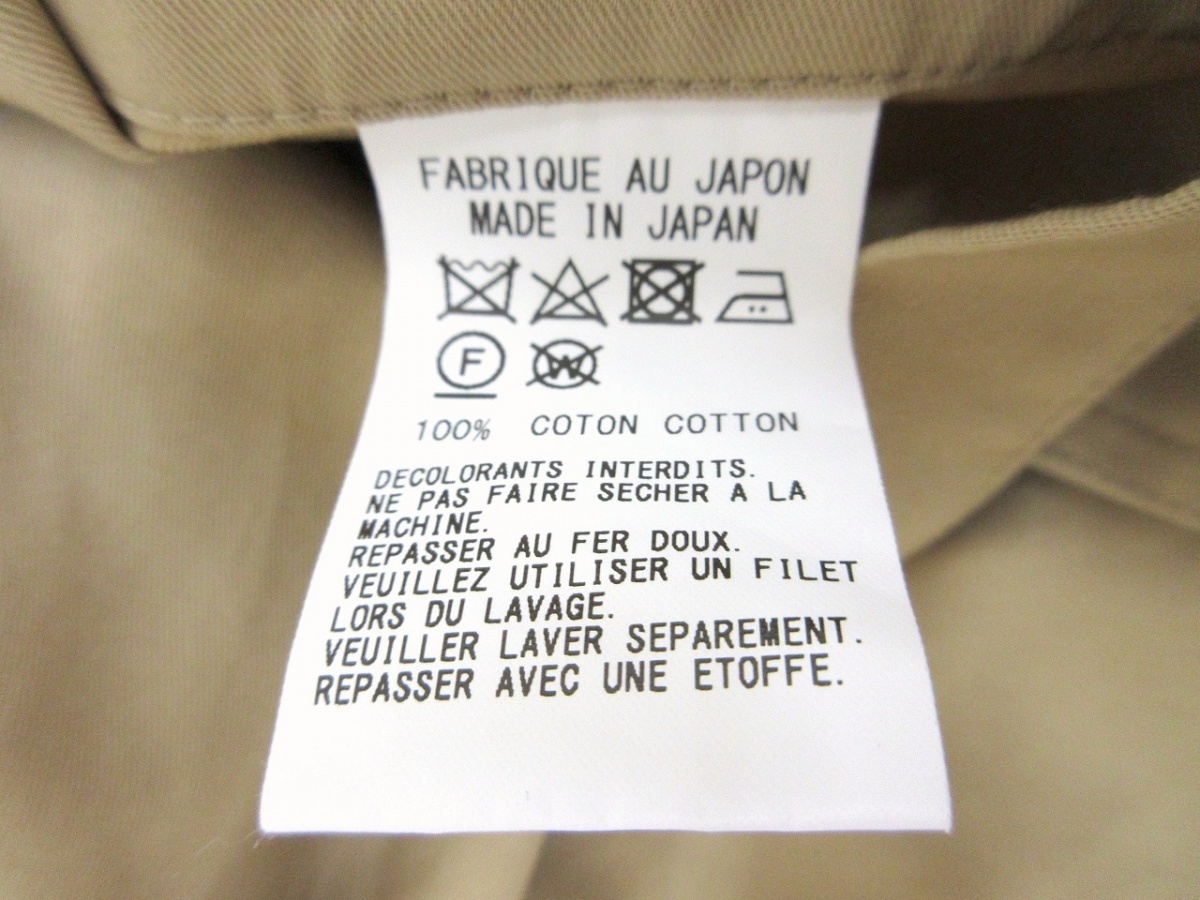 FABRIQUE AU JAPON
MADE IN JAPAN
F W
100% COTON COTTON
DECOLORANTS INTERDITS.
NE PAS FAIRE SECHER A LA
MACHINE.
REPASSER AU FER DOUX.
VEUILLEZ UTILISER UN FILET
LORS DU LAVAGE.
VEUILLER LAVER SEPAREMENT.
REPASSER AVEC UNE ETOFFE.